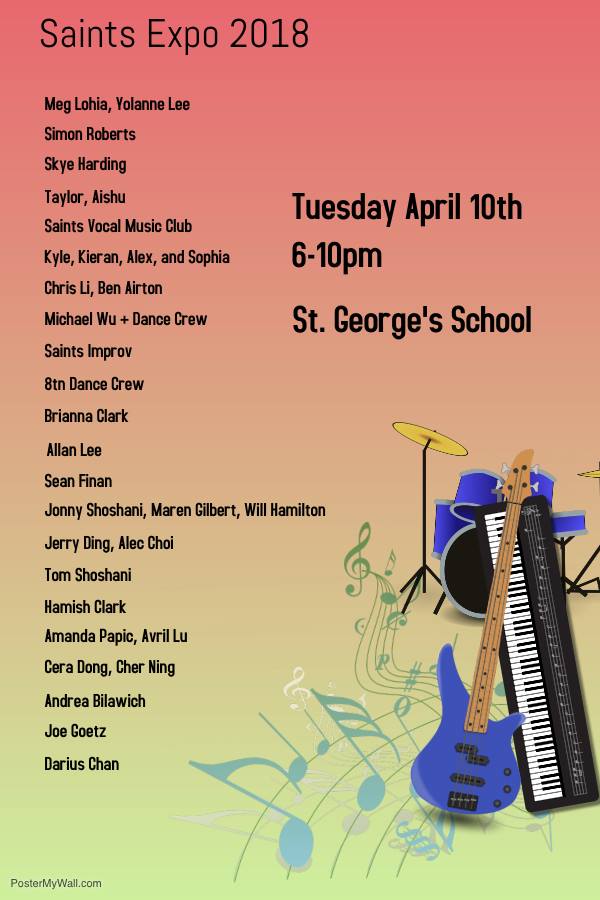 Saints Expo 2018
Meg Lohia, Yolanne Lee
Simon Roberts
Skye Harding
Taylor, Aishu
Saints Vocal Music Club
Kyle, Kieran, Alex, and Sophia
Chris Li, Ben Airton
Michael Wu + Dance Crew
Saints Improv
8tn Dance Crew
Brianna Clark
Allan Lee
Sean Finan
Jonny Shoshani, Maren Gilbert, Will Hamilton
Jerry Ding, Alec Choi
Tom Shoshani
Hamish Clark
Amanda Papic, Avril Lu
Cera Dong, Cher Ning
Andrea Bilawich
Joe Goetz
Darius Chan
Tuesday April 10th
6-10pm
St. George's School
PosterMyWall.com